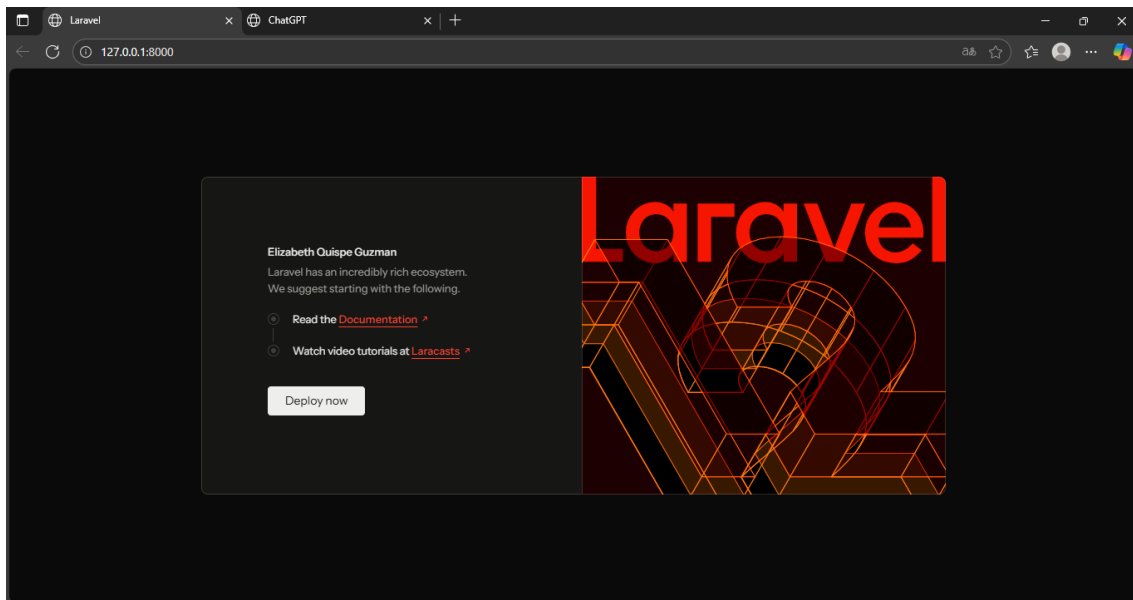 Laravel
ChatGPT
127.0.0.1:8000
Laravel
Elizabeth Quispe Guzman
Laravel has an incredibly rich ecosystem.
We suggest starting with the following.
Read the Documentation
Watch video tutorials at Laracasts
Deploy now